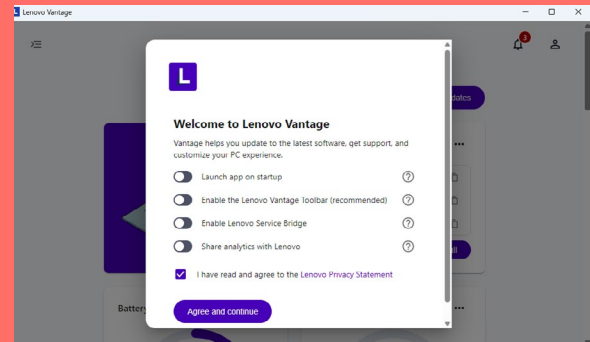 Lenovo Vantage
3
dates
L
Welcome to Lenovo Vantage
Vantage helps you update to the latest software, get support, and
customize your PC experience.
Launch app on startup
Enable the Lenovo Vantage Toolbar (recommended)
Enable Lenovo Service Bridge
Share analytics with Lenovo
I have read and agree to the Lenovo Privacy Statement
all
Agree and continue
Batter